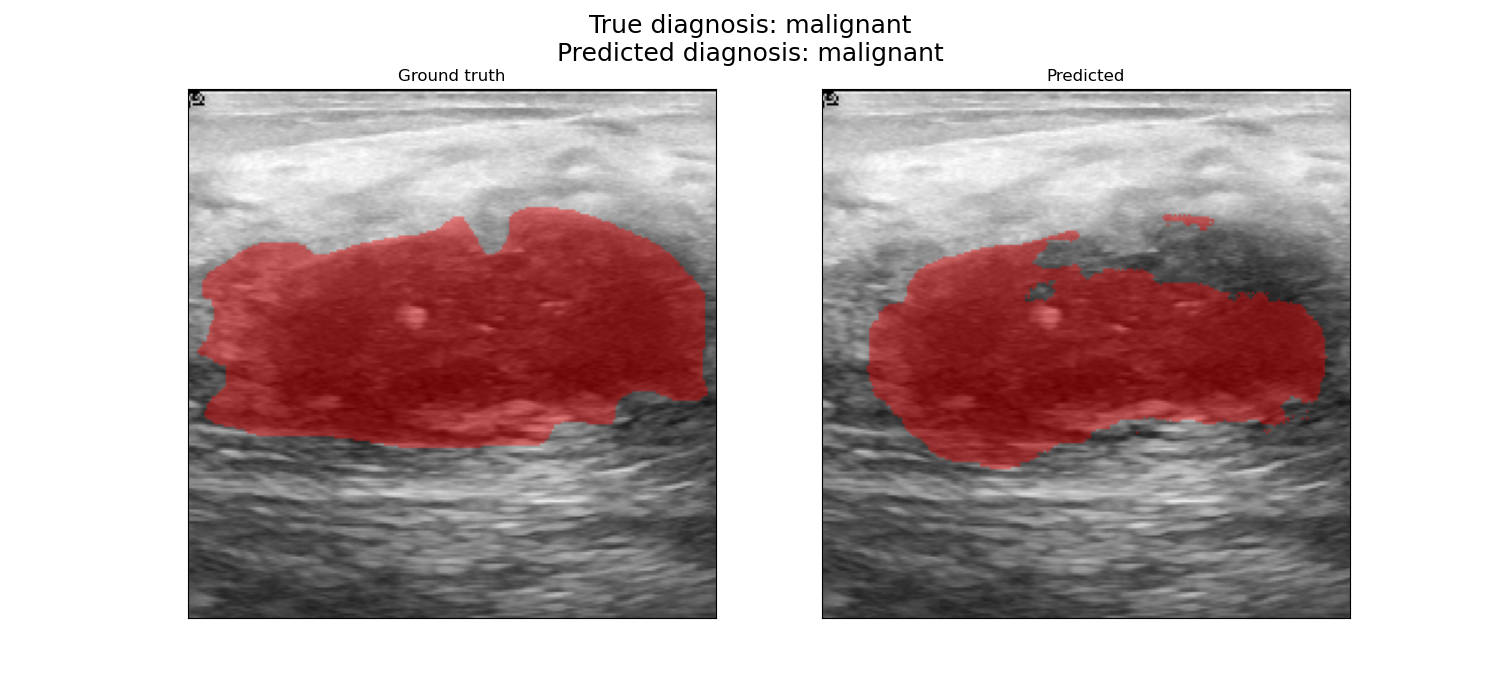 True diagnosis: malignant
Predicted diagnosis: malignant
Ground truth
Predicted